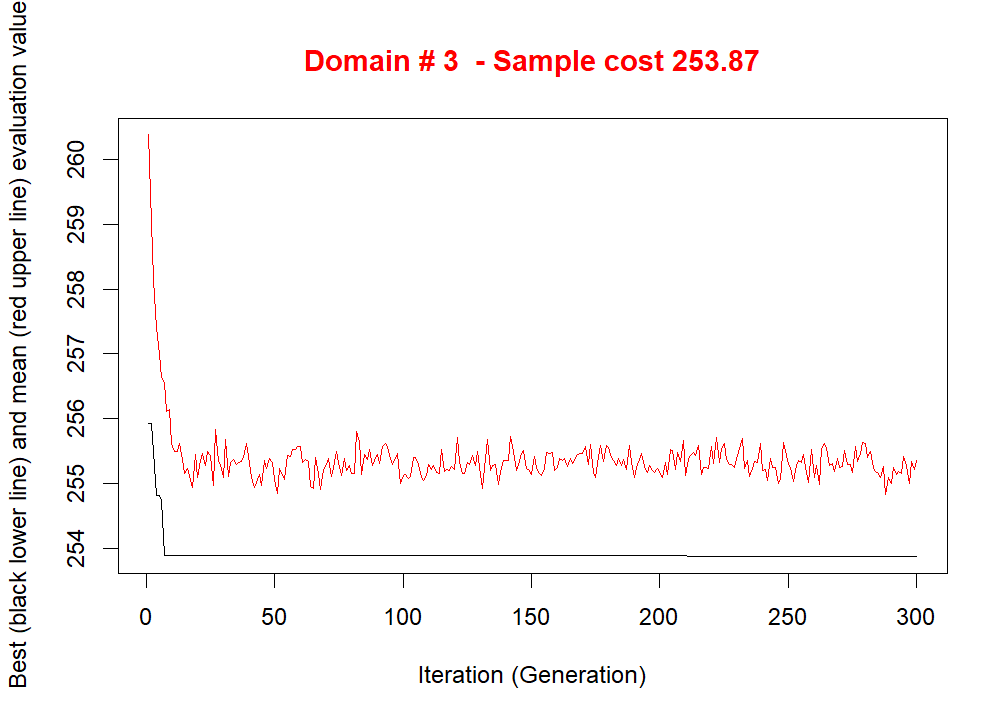 Domain # 3  - Sample cost 253.87
Best (black lower line) and mean (red upper line) evaluation value
260
259
258
257
256
255
254
0 50 100 150 200 250 300
Iteration (Generation)